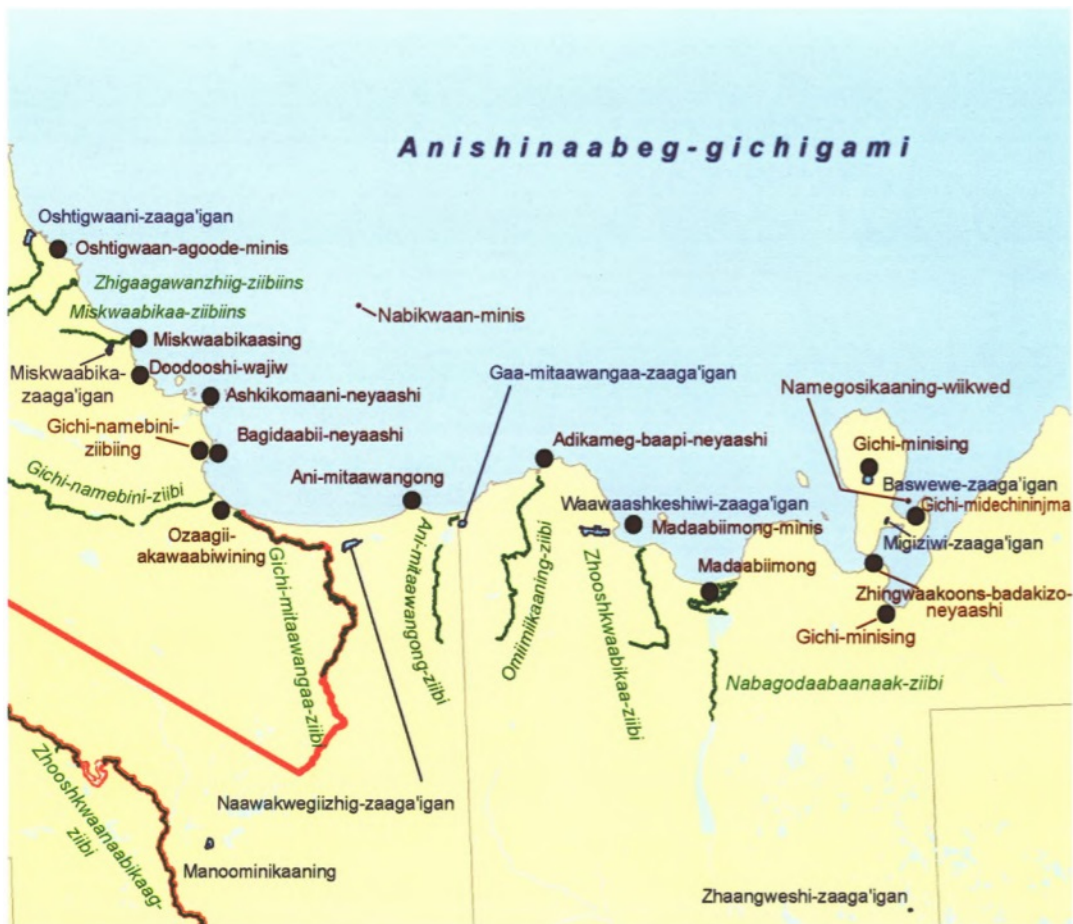 Anishinaabeg-gichigami
Oshtigwaani-zaaga'igan
Oshtigwaan-agoode-minis
Zhigaagawanzhiig-ziibiins
Miskwaabikaa-ziibiins
Nabikwaan-minis
Miskwaabikaasing
Miskwaabika-
zaaga'igan
Doodooshi-wajiw
Gaa-mitaawangaa-zaaga'igan
Namegosikaaning-wiikwed
Ashkikomaani-neyaashi
Gichi-namebini-
ziibiing
Bagidaabii-neyaashi
Adikameg-baapi-neyaashi
Gichi-minising
Gichi-namebini-ziibi
Ani-mitaawangong
Baswewe-zaaga'igan
Waawaashkeshiwi-zaaga'igan
Gichi-midechininjma
Madaabiimong-minis
Ozaagii-
akawaabiwining
Migiziwi-zaaga'igan
Gichi-mitaawangaa-ziibi
Ani-mitaawangong-ziibi
Omiimiikaaning-ziibi
Zhooshkwaabikaa-ziibi
Madaabiimong
Zhingwaakoons-badakizo-
neyaashi
Gichi-minising
Nabagodaabaanaak-ziibi
Zhooshkwaanaabikaag-
ziibi
Naawakwegiizhig-zaaga'igan
Manoominikaaning
Zhaangweshi-zaaga'igan